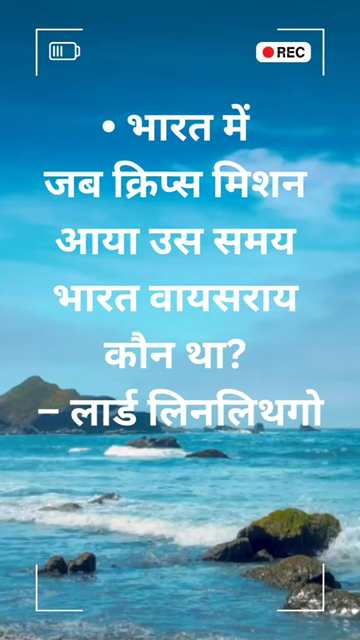 REC
• भारत में
जब क्रिप्स मिशन
आया उस समय
भारत वायसराय
कौन था?
– लार्ड लिनलिथगो